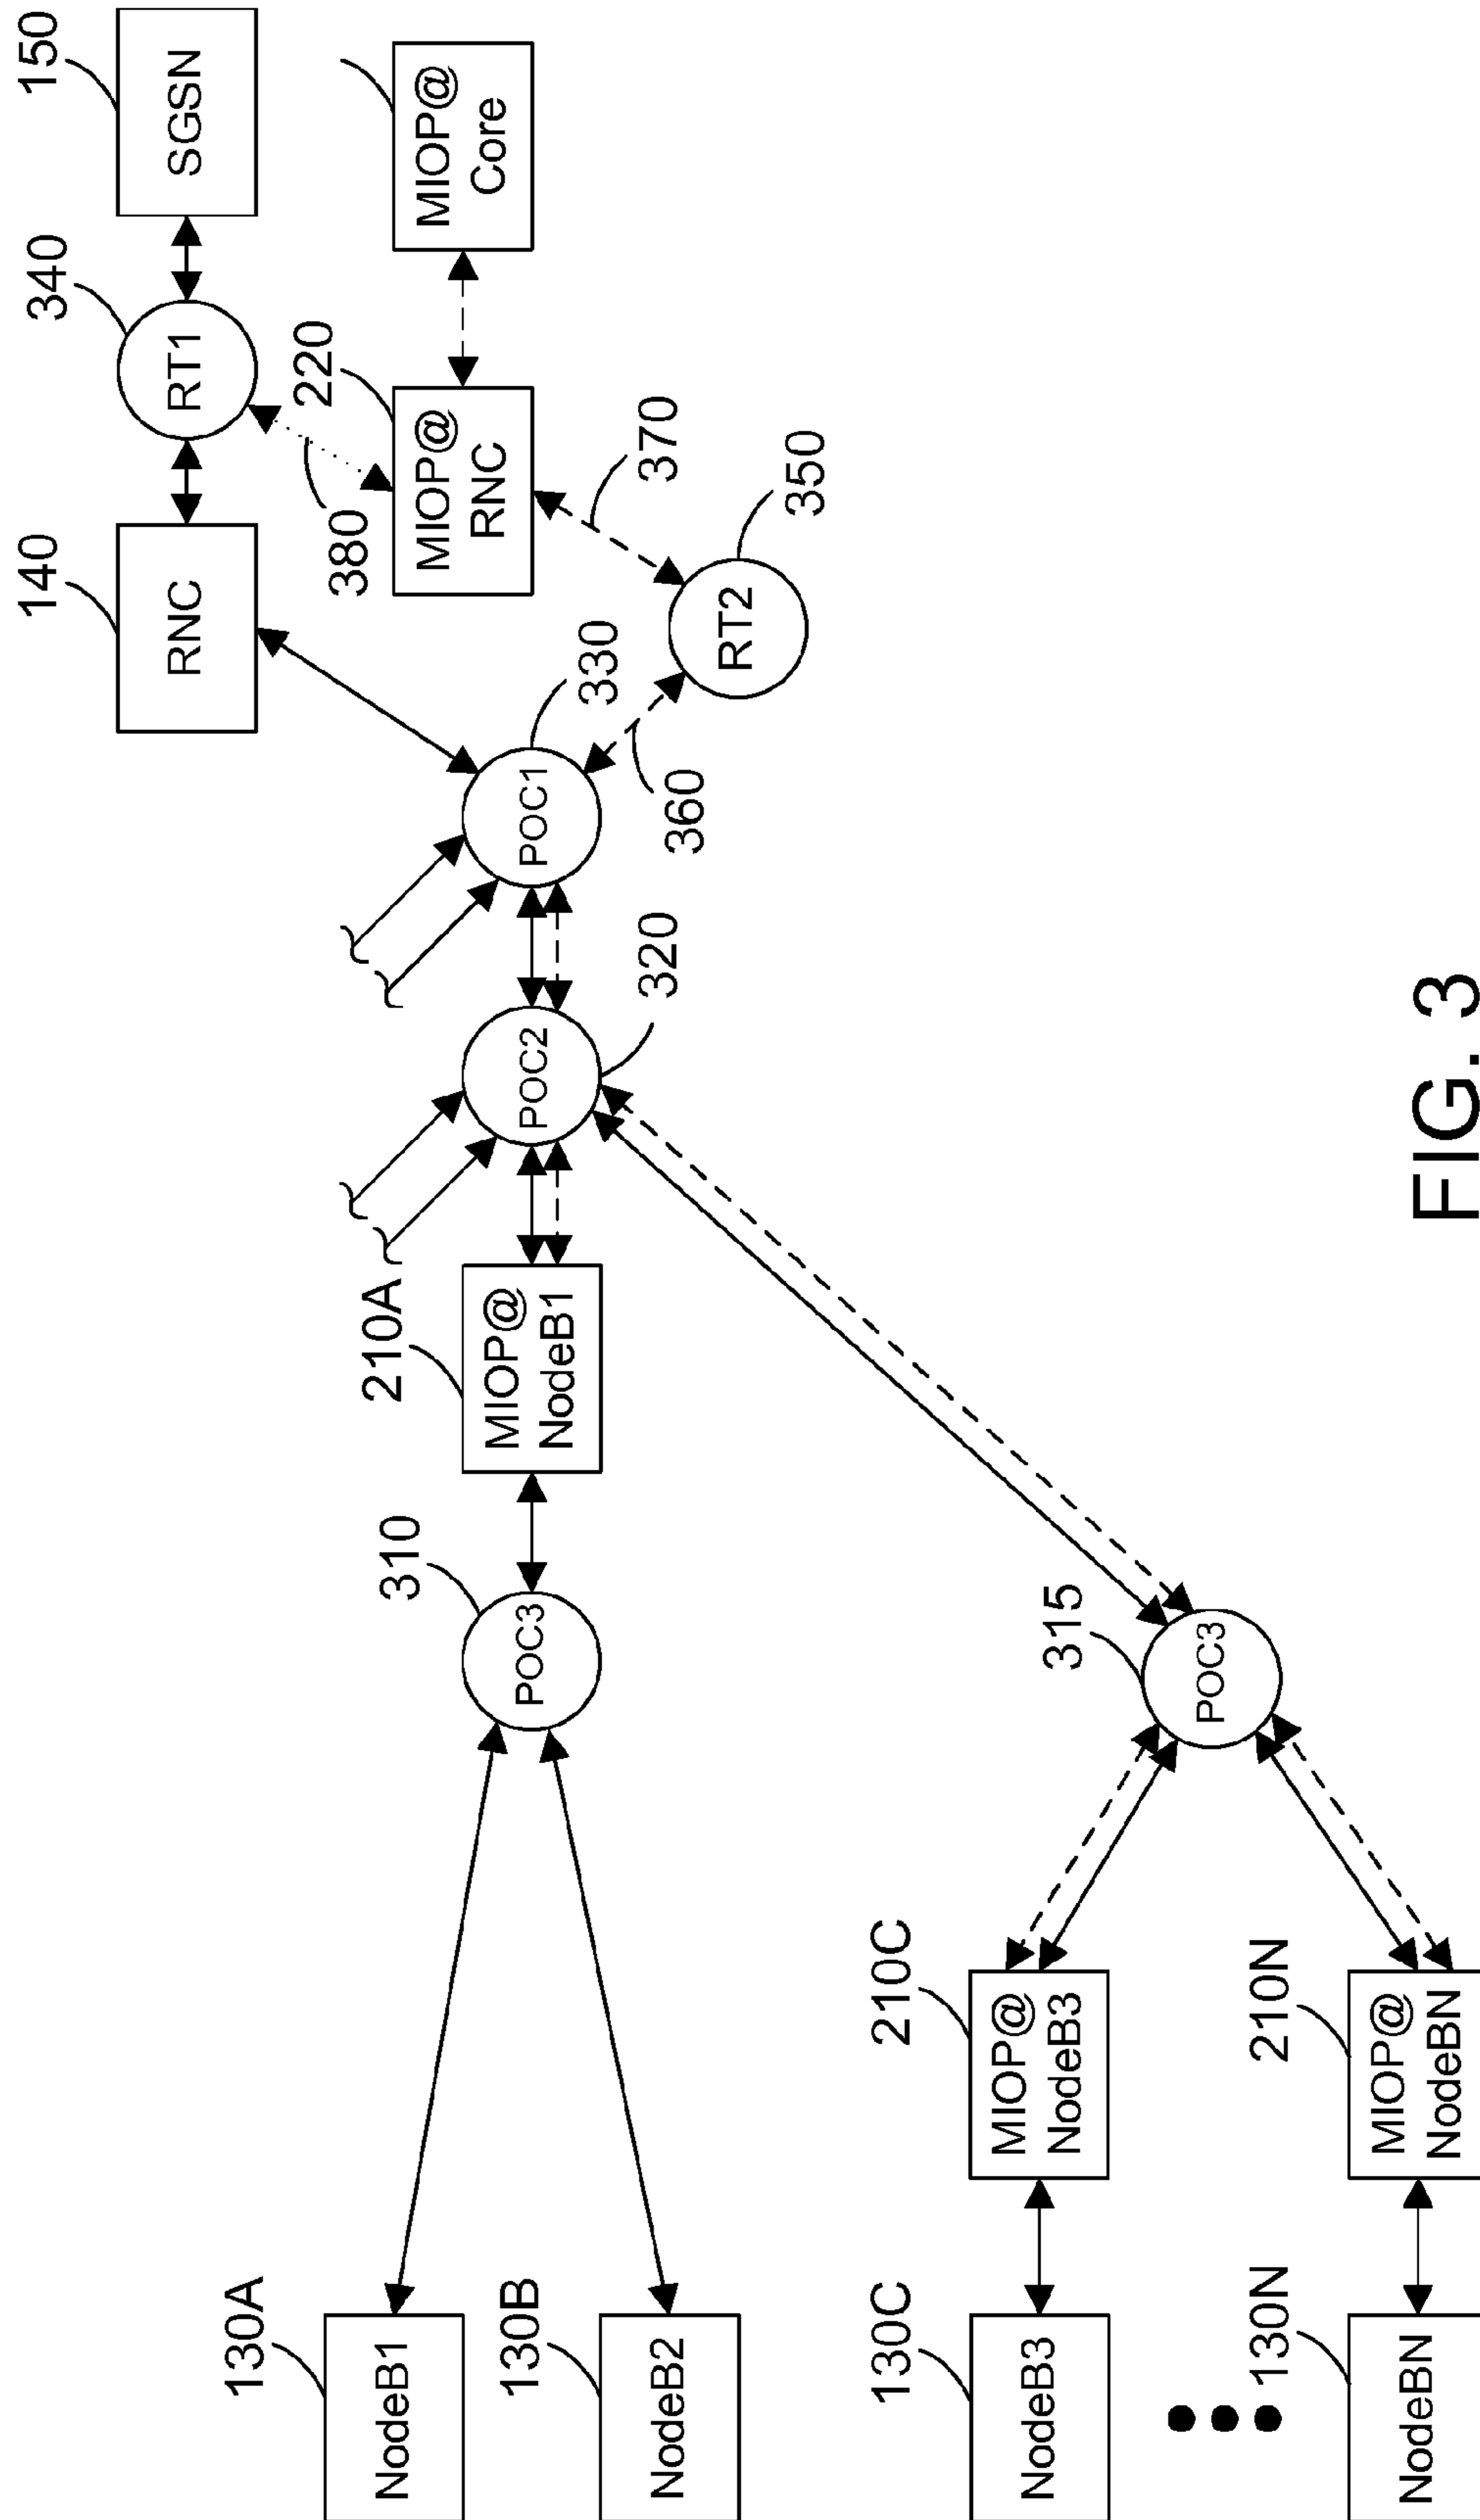 140
340
150
RNC
RT1
SGSN
380
220
MIOP@
RNC
MIOP@
Core
130A
310
210A
NodeB1
POC3
MIOP@
NodeB1
POC2
POC1
330
370
130B
320
360
NodeB2
RT2
350
130C
210C
315
NodeB3
MIOP@
NodeB3
POC3
130N
210N
NodeBN
MIOP@
NodeBN
FIG. 3